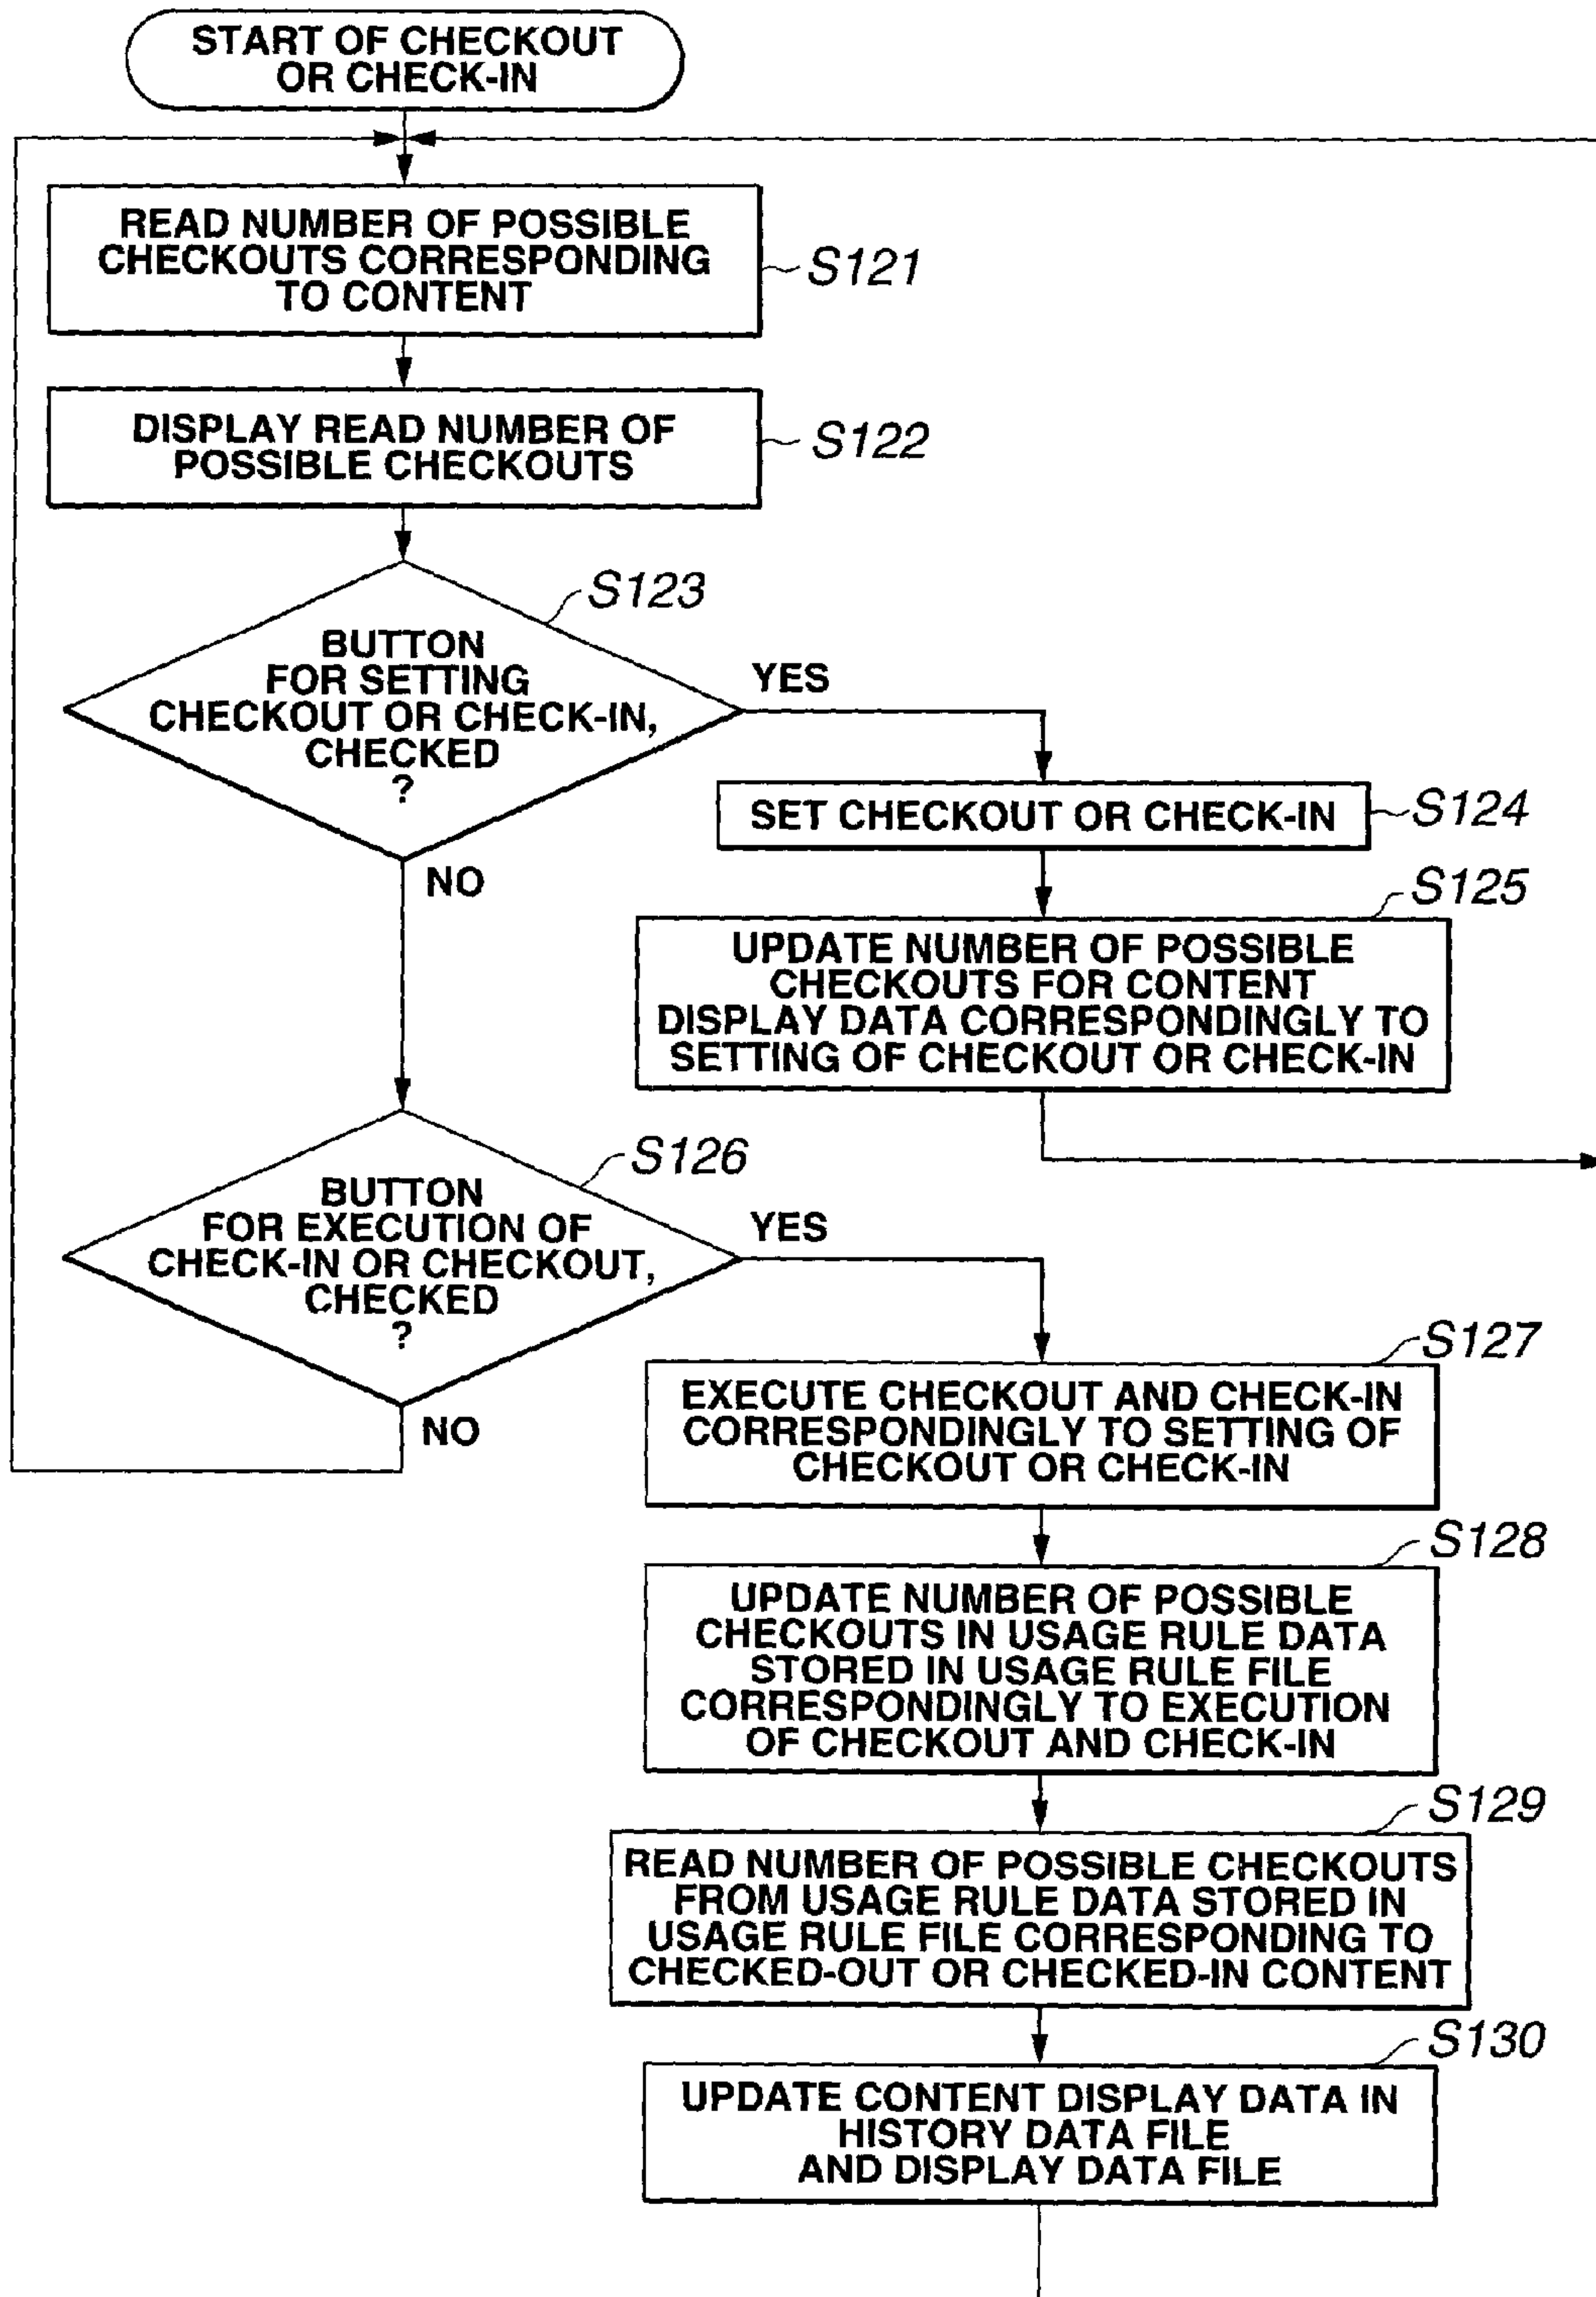 START OF CHECKOUT
OR CHECK-IN
READ NUMBER OF POSSIBLE
CHECKOUTS CORRESPONDING
TO CONTENT
S121
DISPLAY READ NUMBER OF
POSSIBLE CHECKOUTS
S122
S123
BUTTON
FOR SETTING
CHECKOUT OR CHECK-IN,
CHECKED
?
YES
NO
SET CHECKOUT OR CHECK-IN
S124
S125
UPDATE NUMBER OF POSSIBLE
CHECKOUTS FOR CONTENT
DISPLAY DATA CORRESPONDINGLY TO
SETTING OF CHECKOUT OR CHECK-IN
S126
BUTTON
FOR EXECUTION OF
CHECK-IN OR CHECKOUT,
CHECKED
?
YES
NO
S127
EXECUTE CHECKOUT AND CHECK-IN
CORRESPONDINGLY TO SETTING OF
CHECKOUT OR CHECK-IN
S128
UPDATE NUMBER OF POSSIBLE
CHECKOUTS IN USAGE RULE DATA
STORED IN USAGE RULE FILE
CORRESPONDINGLY TO EXECUTION
OF CHECKOUT AND CHECK-IN
S129
READ NUMBER OF POSSIBLE CHECKOUTS
FROM USAGE RULE DATA STORED IN
USAGE RULE FILE CORRESPONDING TO
CHECKED-OUT OR CHECKED-IN CONTENT
S130
UPDATE CONTENT DISPLAY DATA IN
HISTORY DATA FILE
AND DISPLAY DATA FILE